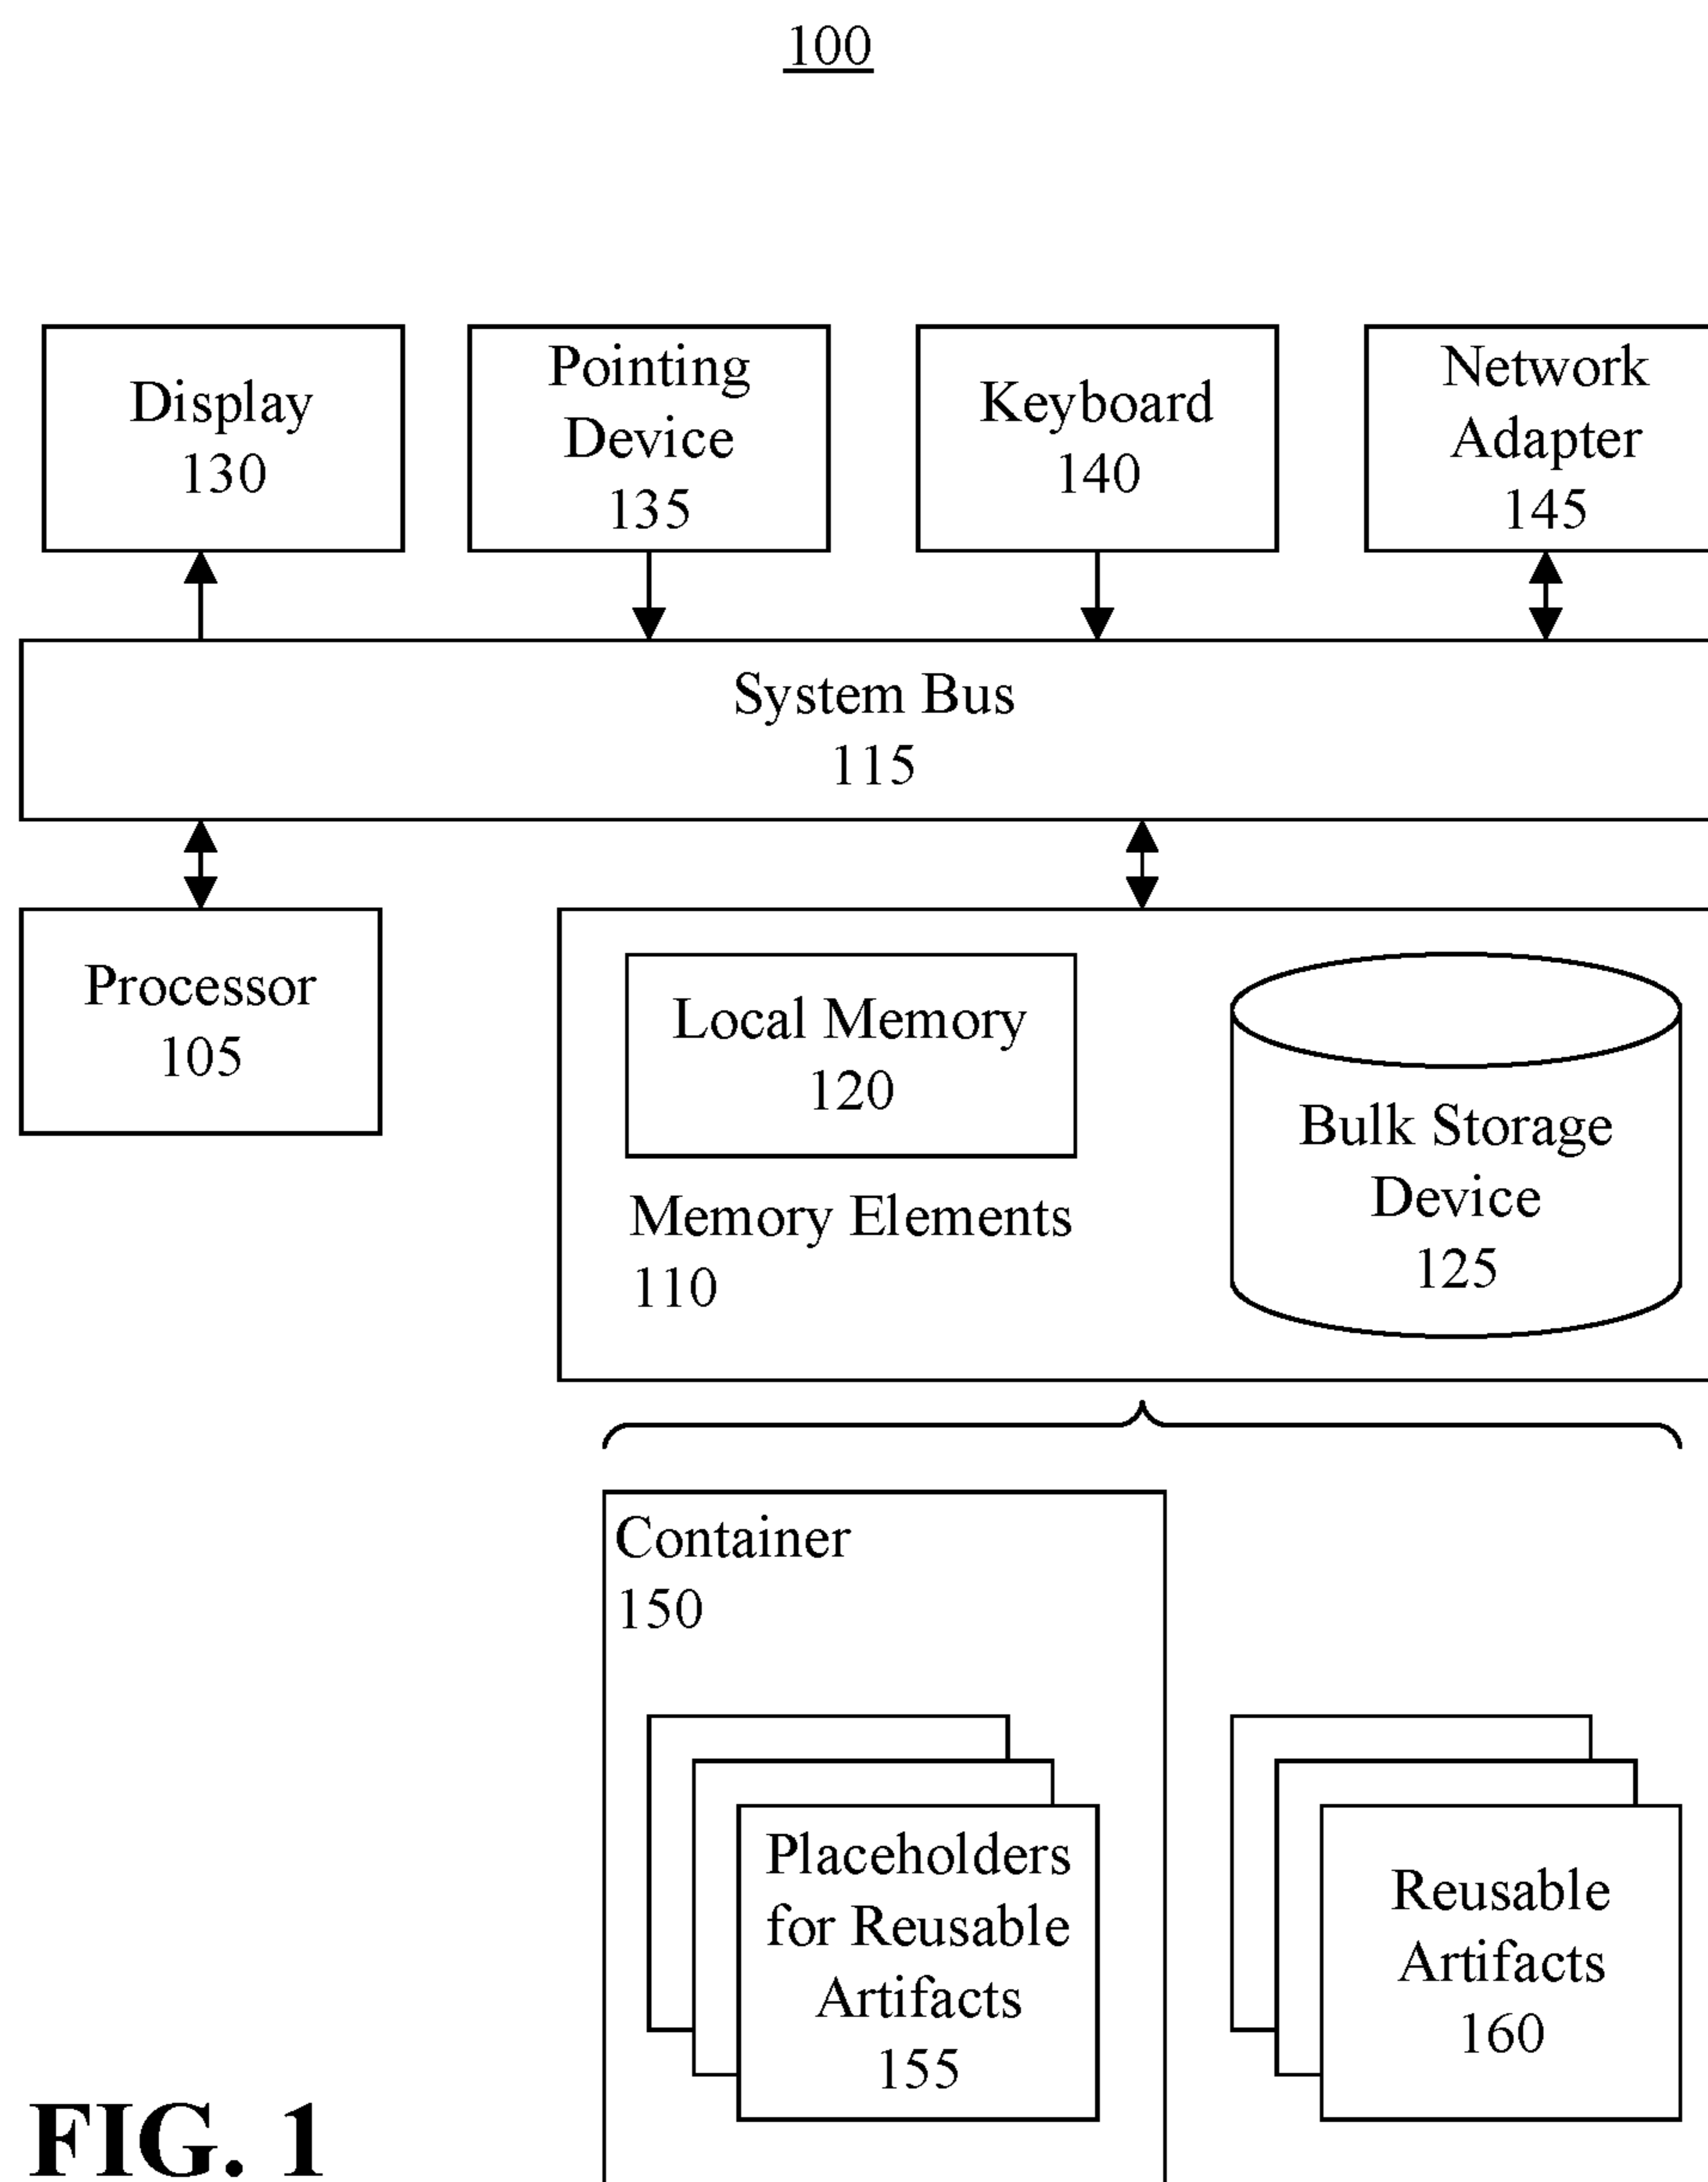 100
Display
130
Pointing
Device
135
Keyboard
140
Network
Adapter
145
System Bus
115
Processor
105
Local Memory
120
Memory Elements
110
Bulk Storage
Device
125
Container
150
Placeholders
for Reusable
Artifacts
155
Reusable
Artifacts
160
FIG. 1